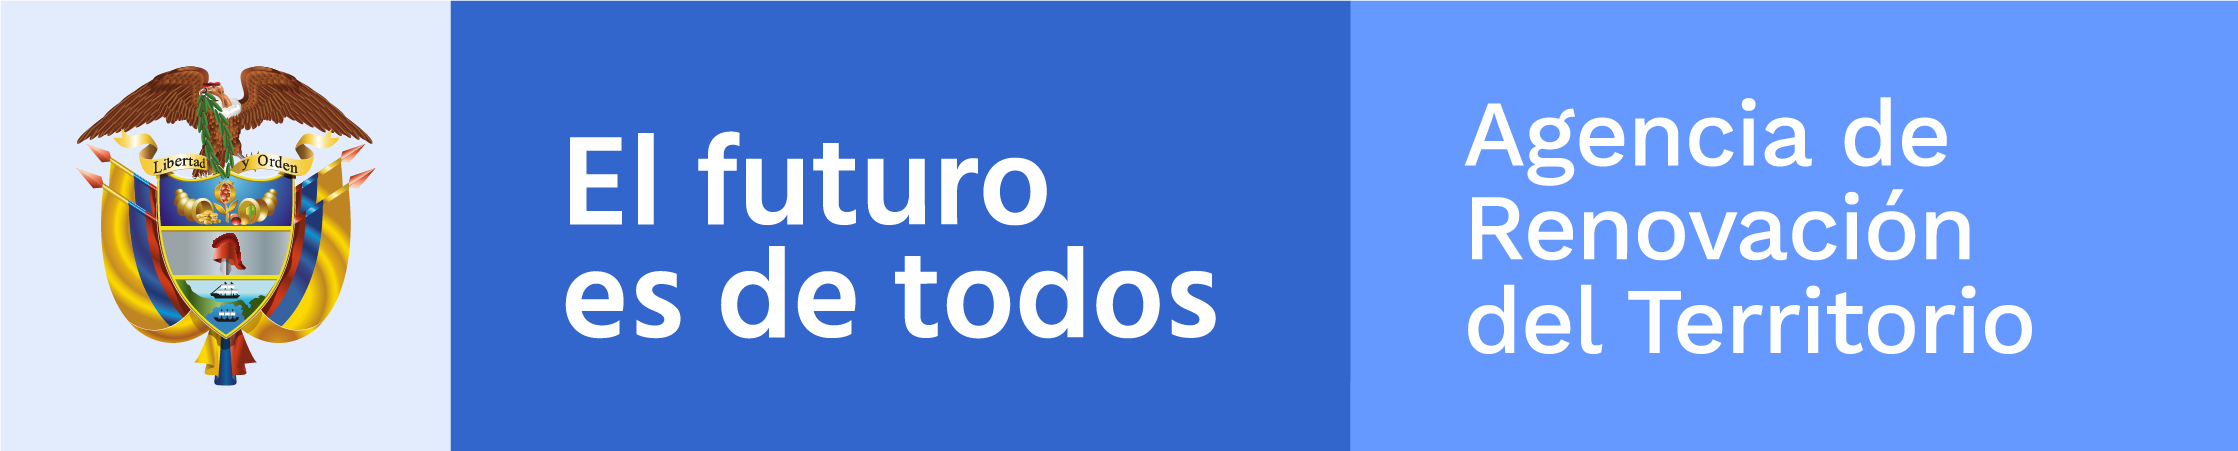 Libertad y Orden
El futuro
es de todos
Agencia de
Renovación
del Territorio